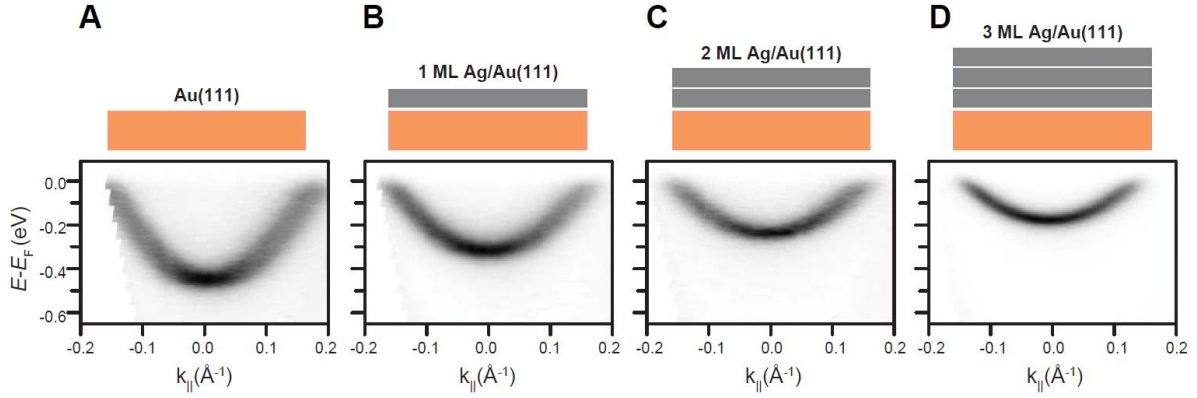 A
B
C
D
Au(111)
1 ML Ag/Au(111)
2 ML Ag/Au(111)
3 ML Ag/Au(111)
E-EF (eV)
0.0
-0.2
-0.4
-0.6
-0.2 -0.1 0.0 0.1 0.2
-0.2 -0.1 0.0 0.1 0.2
-0.2 -0.1 0.0 0.1 0.2
-0.2 -0.1 0.0 0.1 0.2
k||(Å-1)
k||(Å-1)
k||(Å-1)
k||(Å-1)